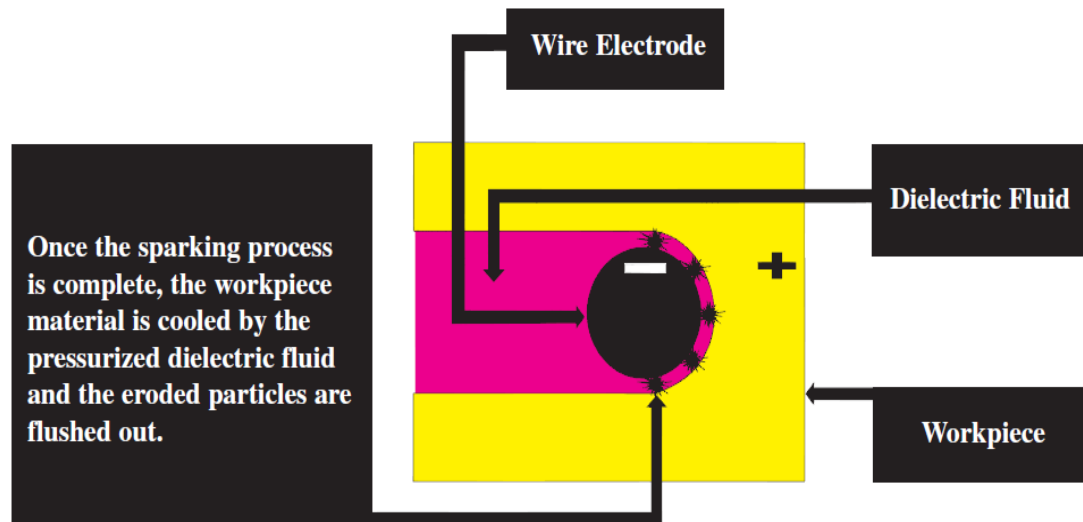 Wire Electrode
Dielectric Fluid
Once the sparking process
is complete, the workpiece
material is cooled by the
pressurized dielectric fluid
and the eroded particles are
flushed out.
+
Workpiece